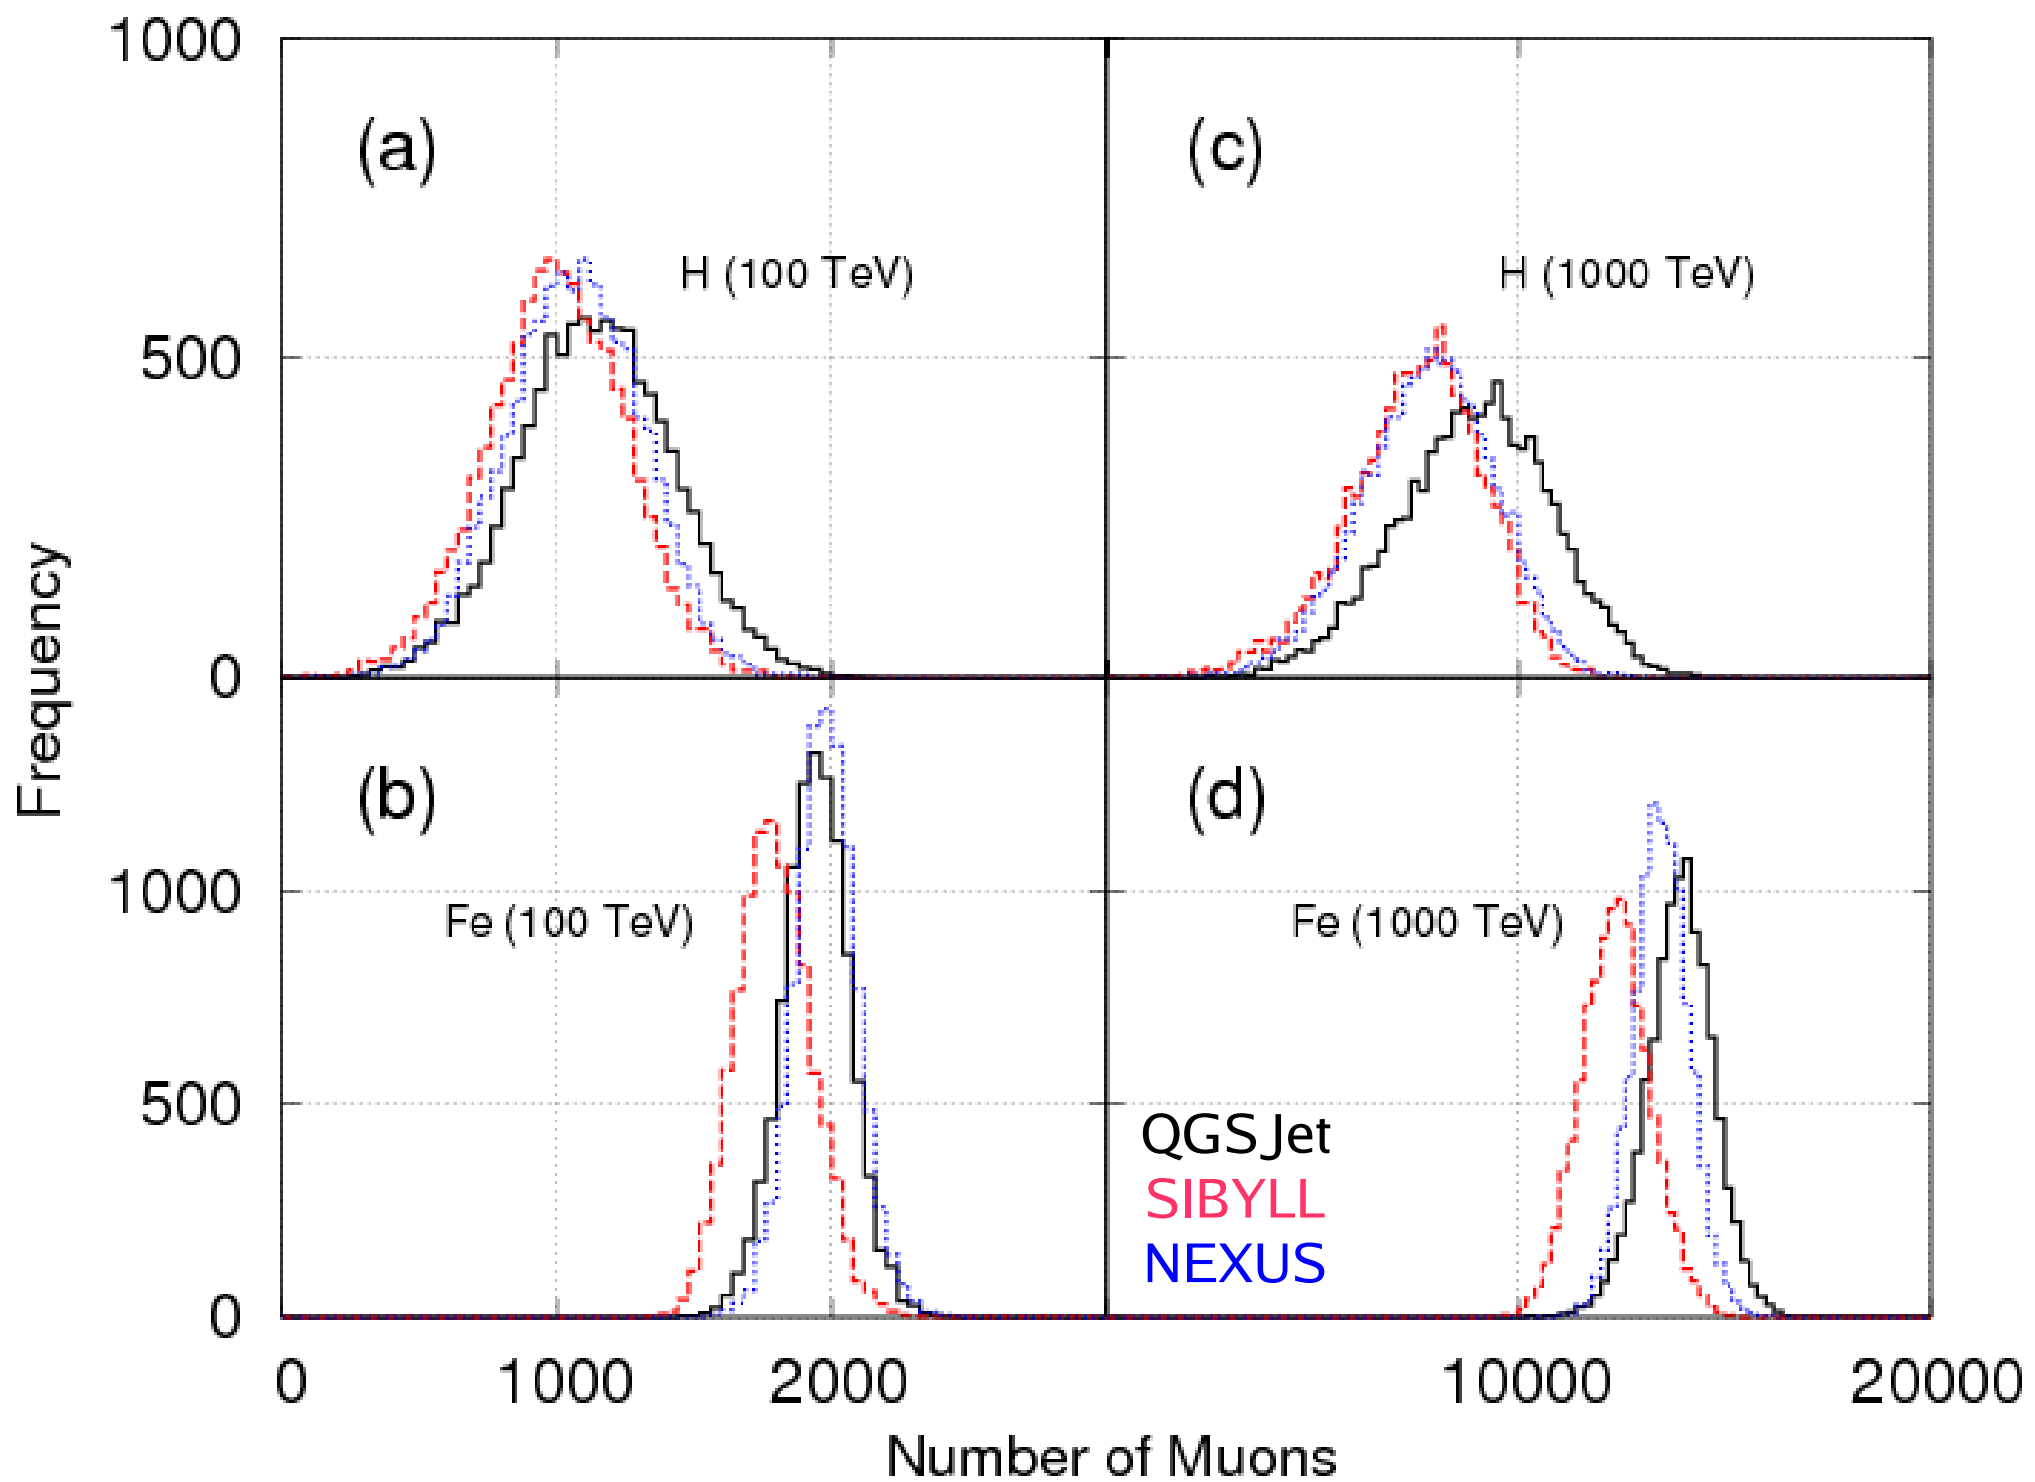 1000
(a)
(c)
H (100 TeV)
H (1000 TeV)
500
0
Frequency
(b)
(d)
1000
Fe (100 TeV)
Fe (1000 TeV)
500
QGSJet
SIBYLL
NEXUS
0
0 1000 2000 10000 20000
Number of Muons